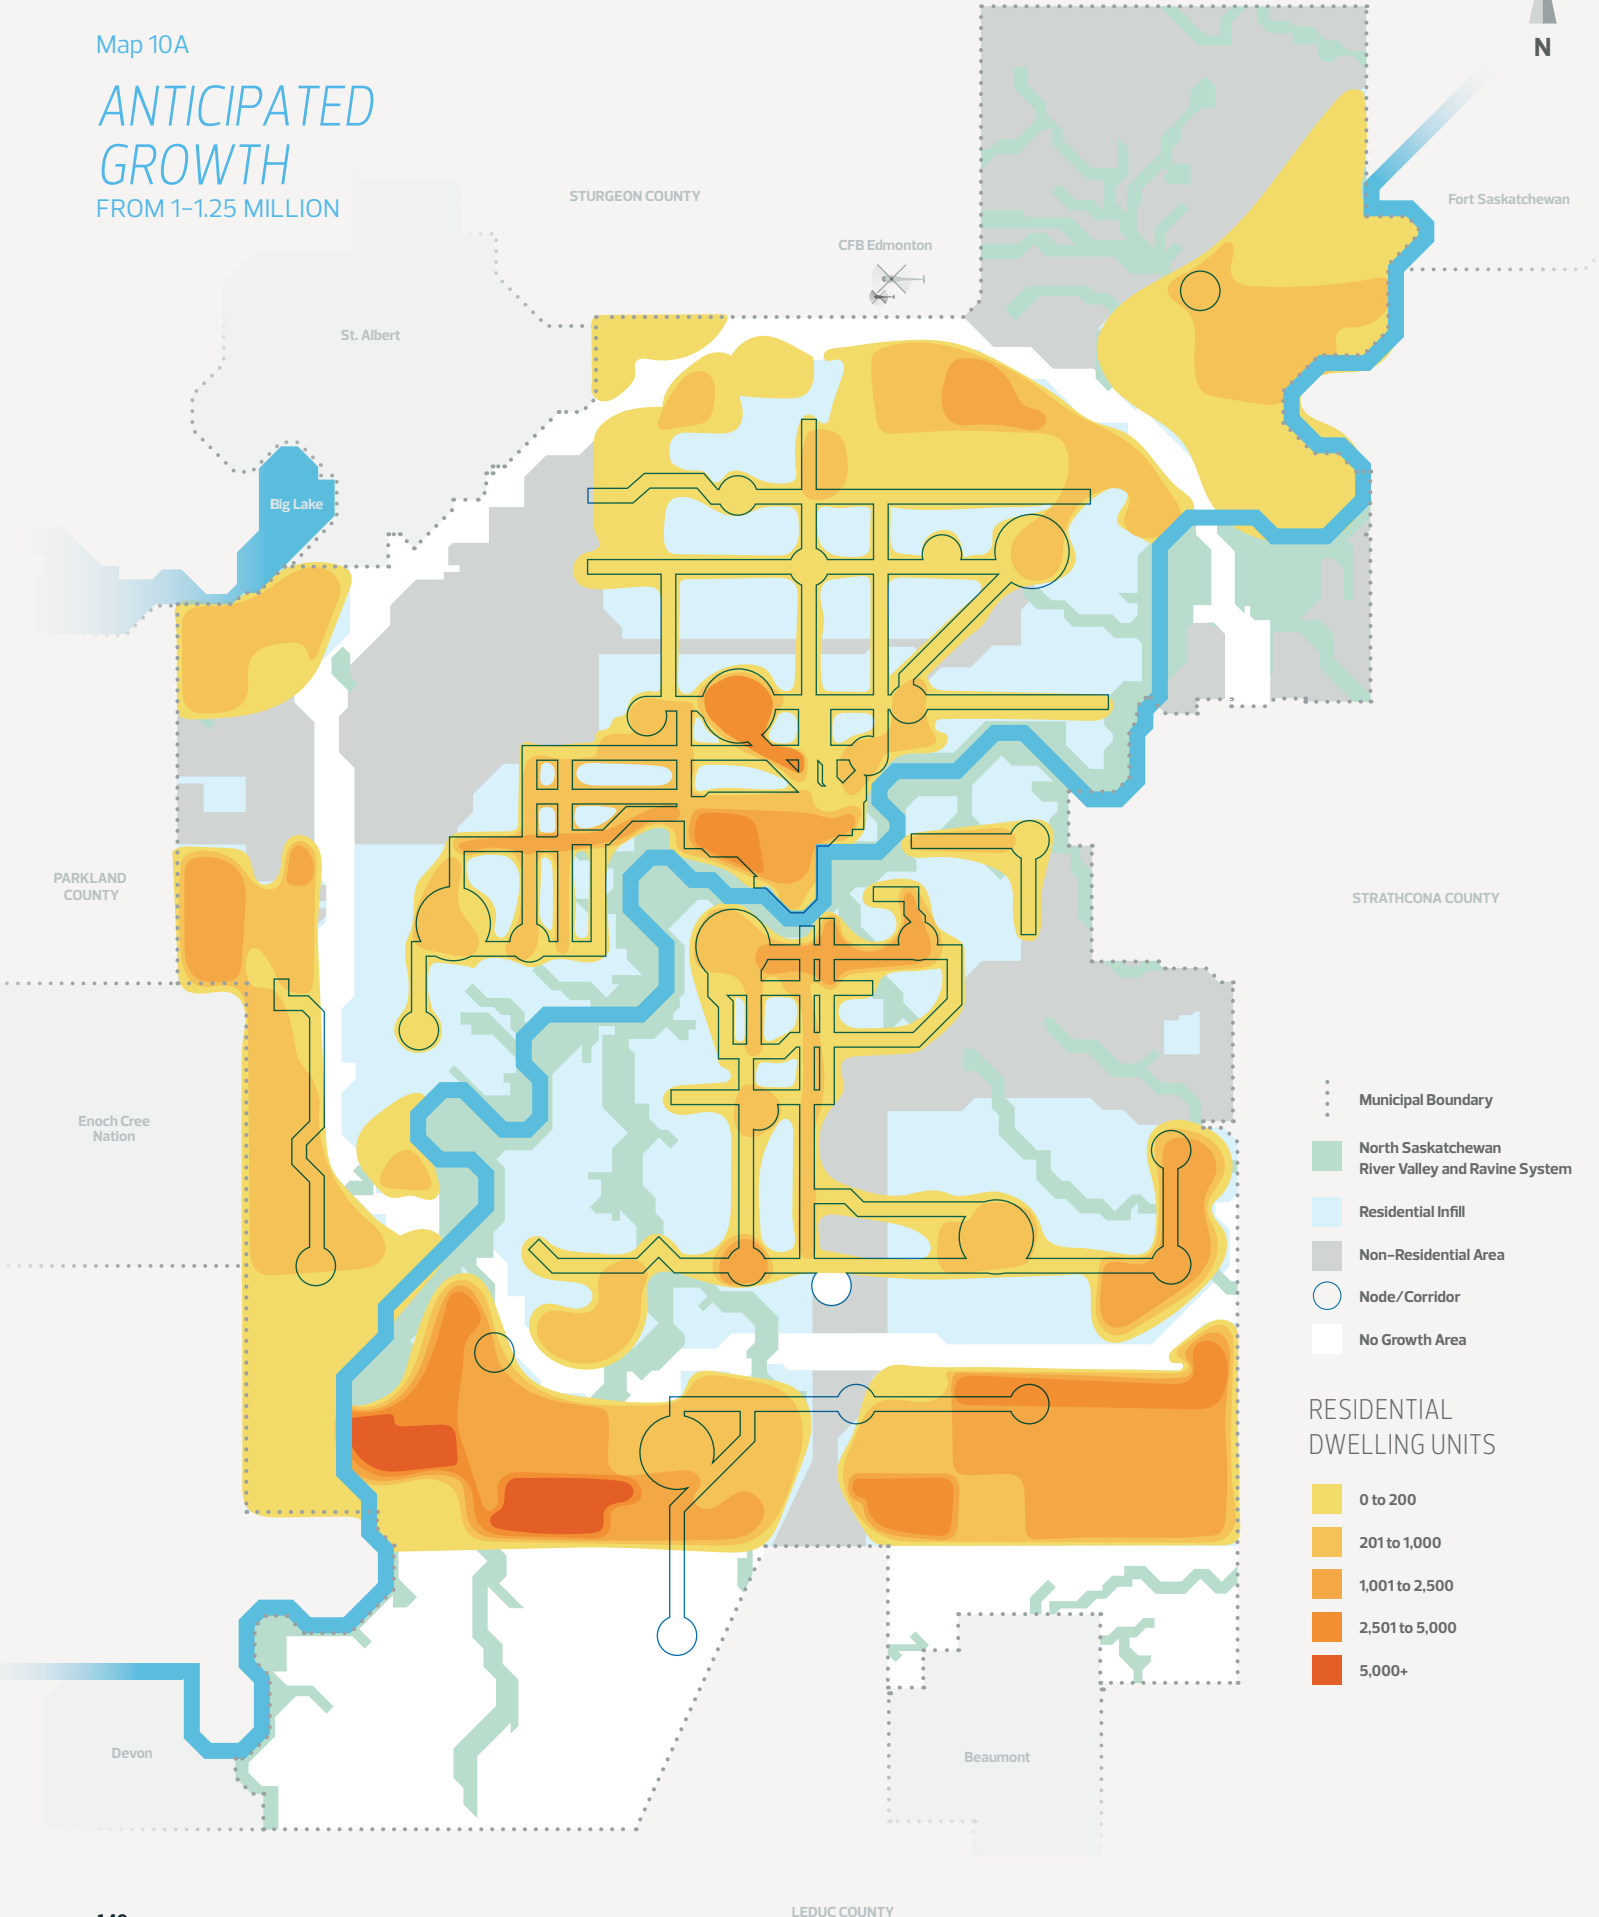 Map 10A
ANTICIPATED
GROWTH
FROM 1–1.25 MILLION
N
STURGEON COUNTY
Fort Saskatchewan
CFB Edmonton
St. Albert
Big Lake
PARKLAND
COUNTY
STRATHCONA COUNTY
Enoch Cree
Nation
Municipal Boundary
North Saskatchewan
River Valley and Ravine System
Residential Infill
Non–Residential Area
Node/Corridor
No Growth Area
RESIDENTIAL
DWELLING UNITS
0 to 200
201 to 1,000
1,001 to 2,500
2,501 to 5,000
5,000+
Devon
Beaumont
LEDUC COUNTY